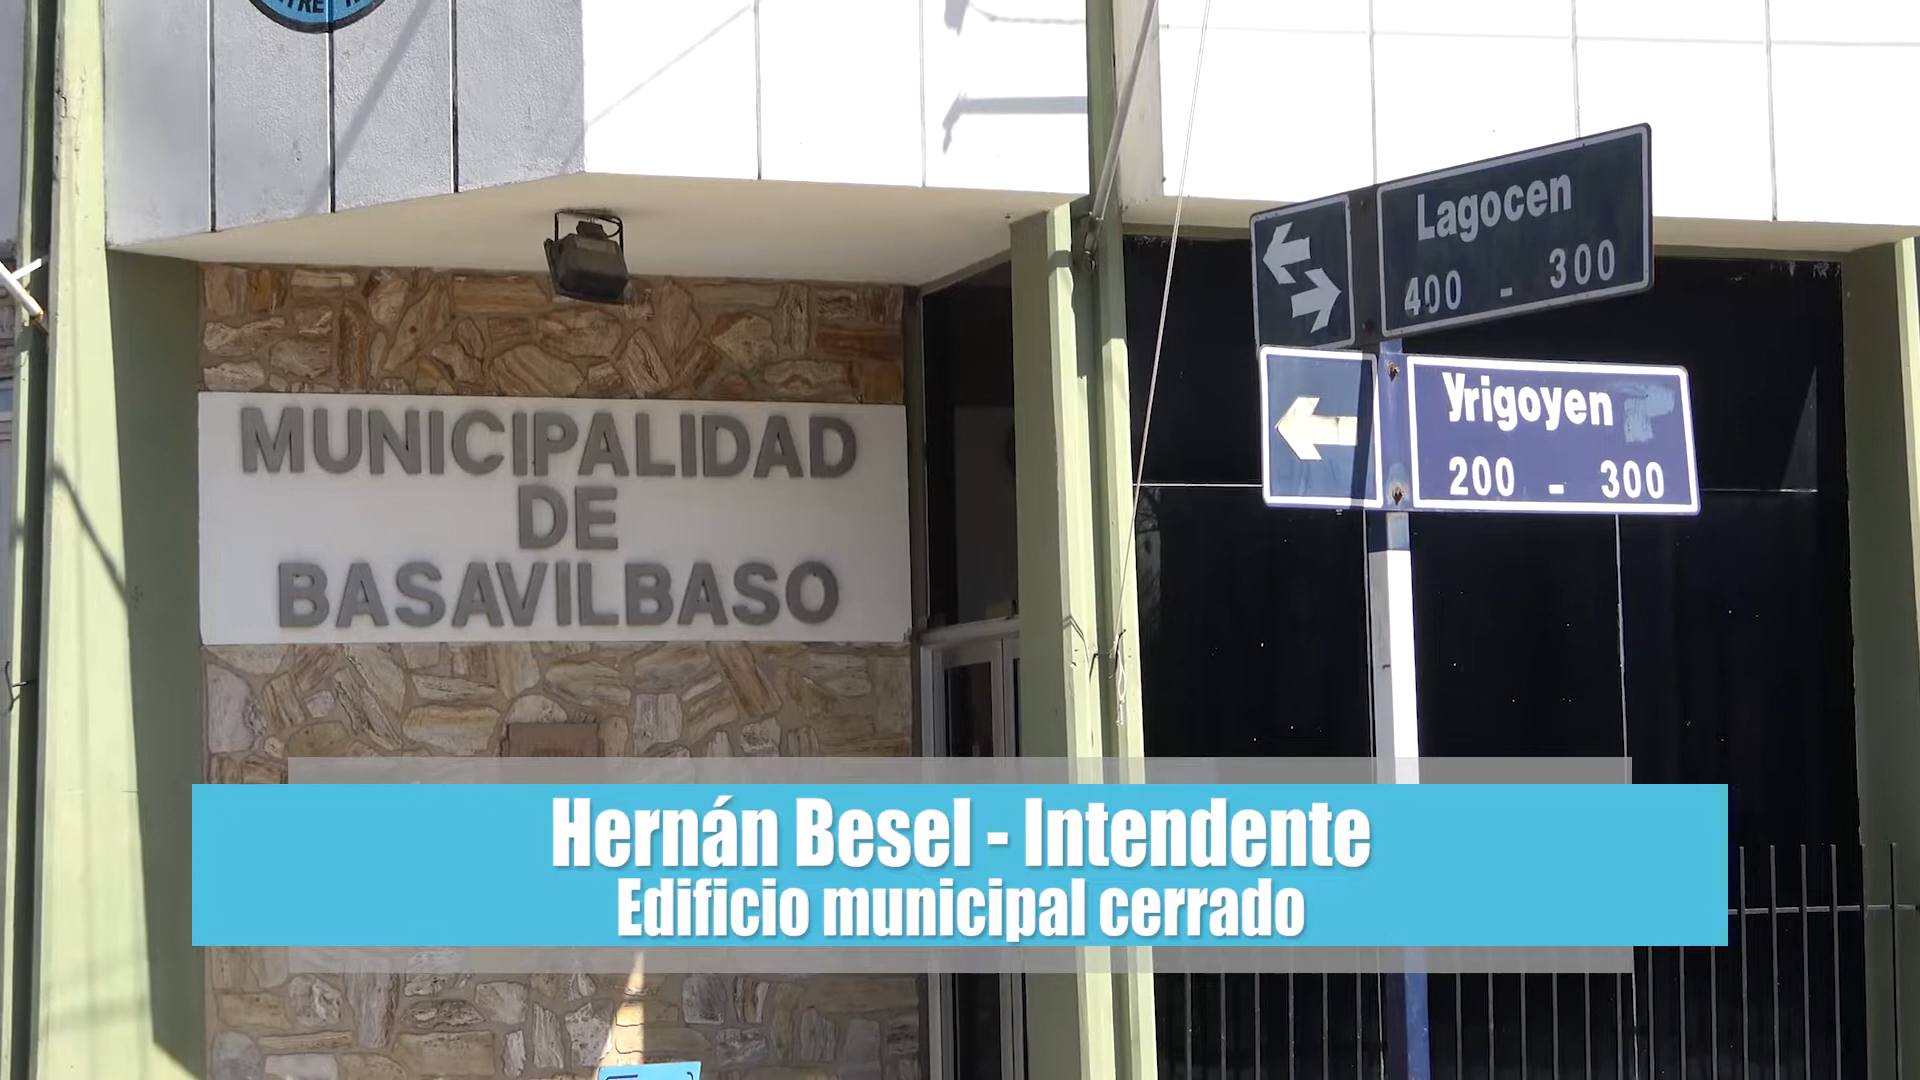 Lagocen
400 - 300
Yrigoyen
200 - 300
MUNICIPALIDAD
DE
BASAVILBASO
Hernán Besel - Intendente
Edificio municipal cerrado